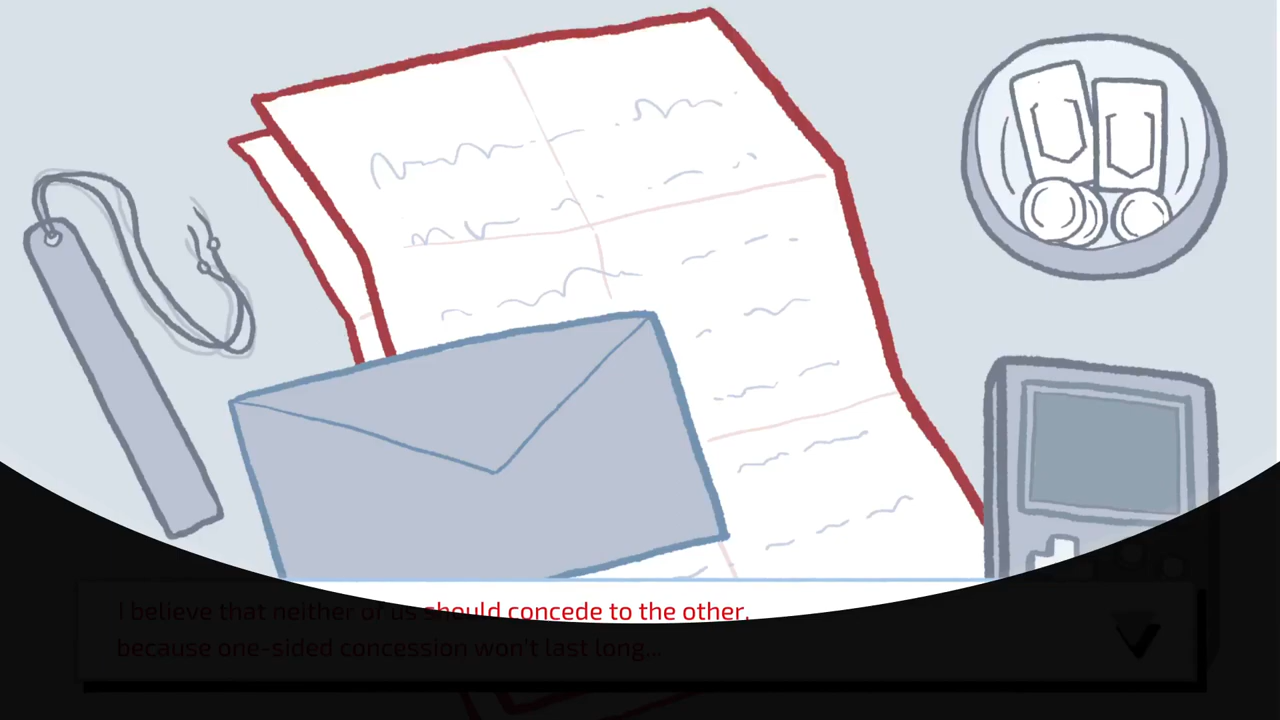 I believe that neither of us should concede to the other,
because one-sided concession won't last long...